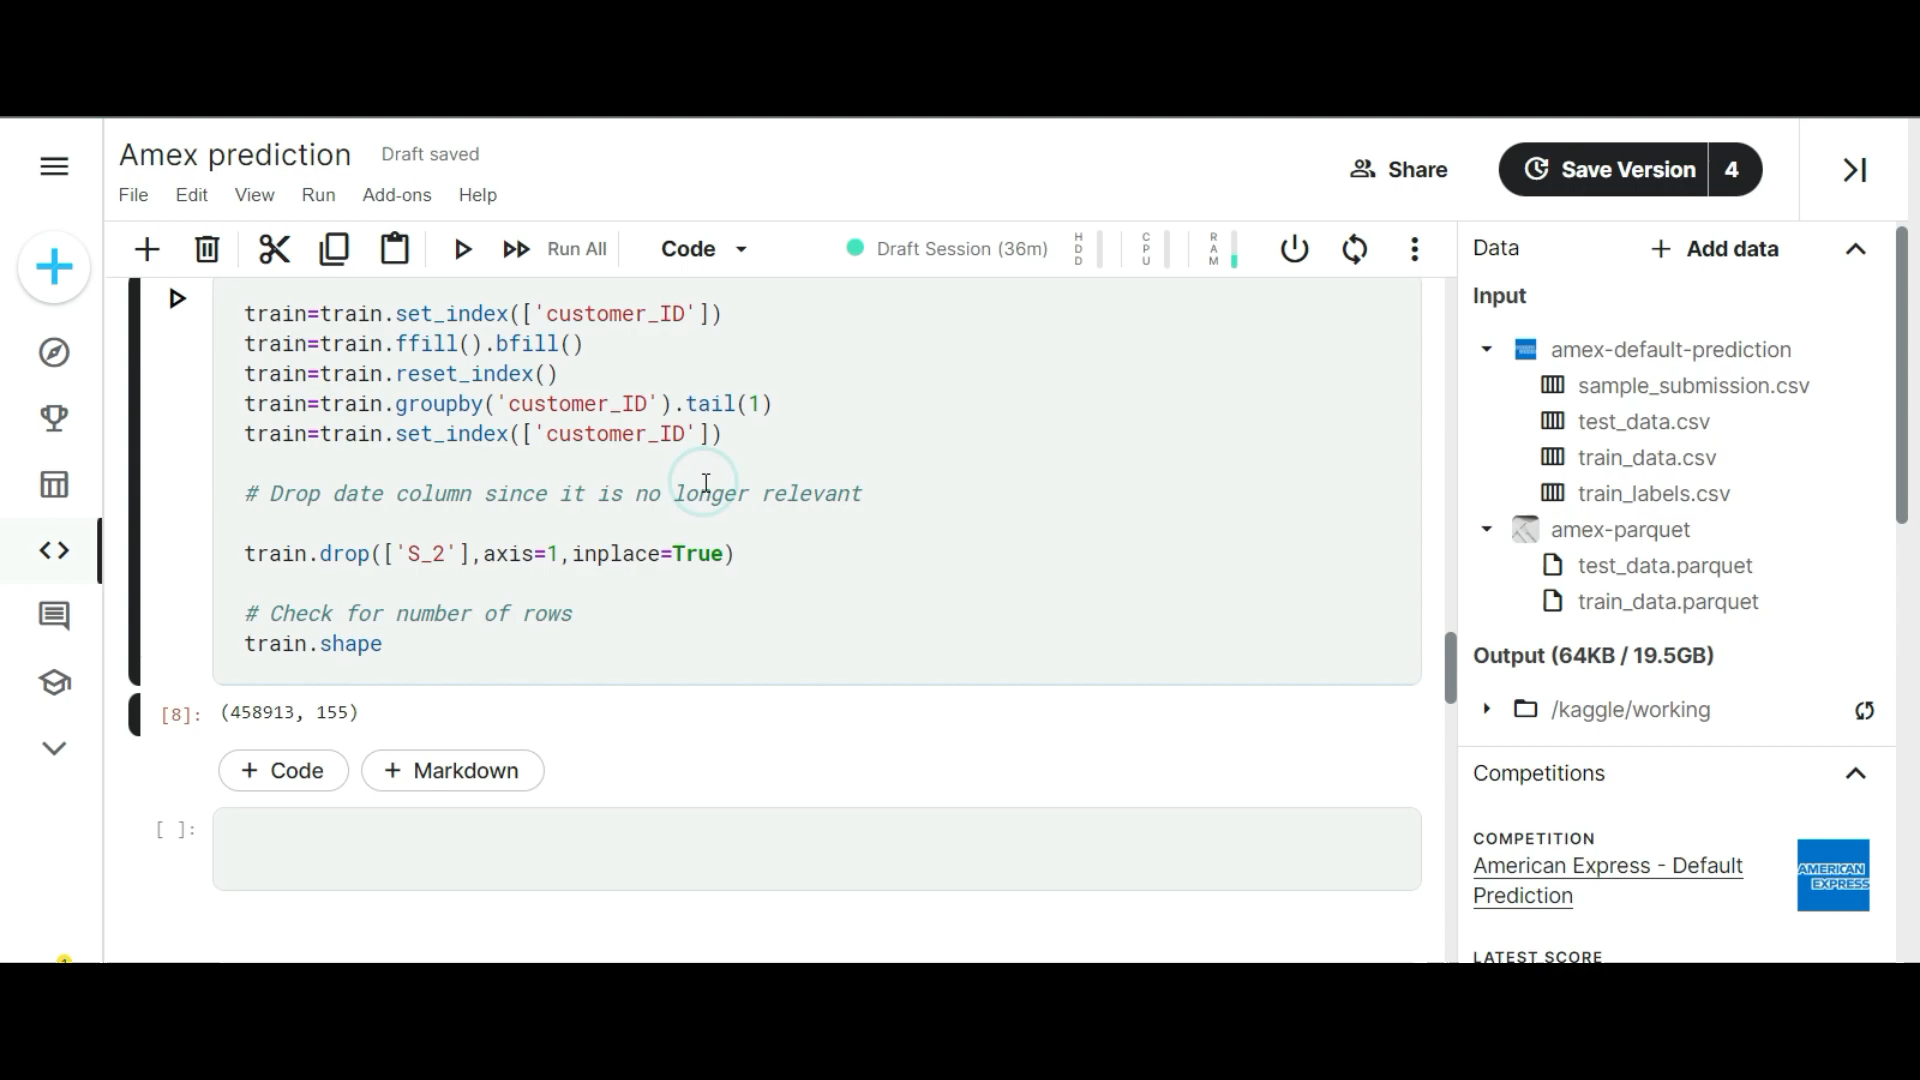 Amex prediction
Draft saved
File Edit View Run Add-ons Help
Share
Save Version 4
Run All
Code
Draft Session (36m)
HDD
CPU
RAM
train=train.set_index(['customer_ID'])
train=train.ffill().bfill()
train=train.reset_index()
train=train.groupby('customer_ID').tail(1)
train=train.set_index(['customer_ID'])
# Drop date column since it is no longer relevant
train.drop(['S_2'],axis=1,inplace=True)
# Check for number of rows
train.shape
[8]: (458913, 155)
+ Code + Markdown
[ ]:
Data
+ Add data
Input
amex-default-prediction
sample_submission.csv
test_data.csv
train_data.csv
train_labels.csv
amex-parquet
test_data.parquet
train_data.parquet
Output (64KB / 19.5GB)
/kaggle/working
Competitions
COMPETITION
American Express - Default
Prediction
AMERICAN
EXPRESS
LATEST SCORE